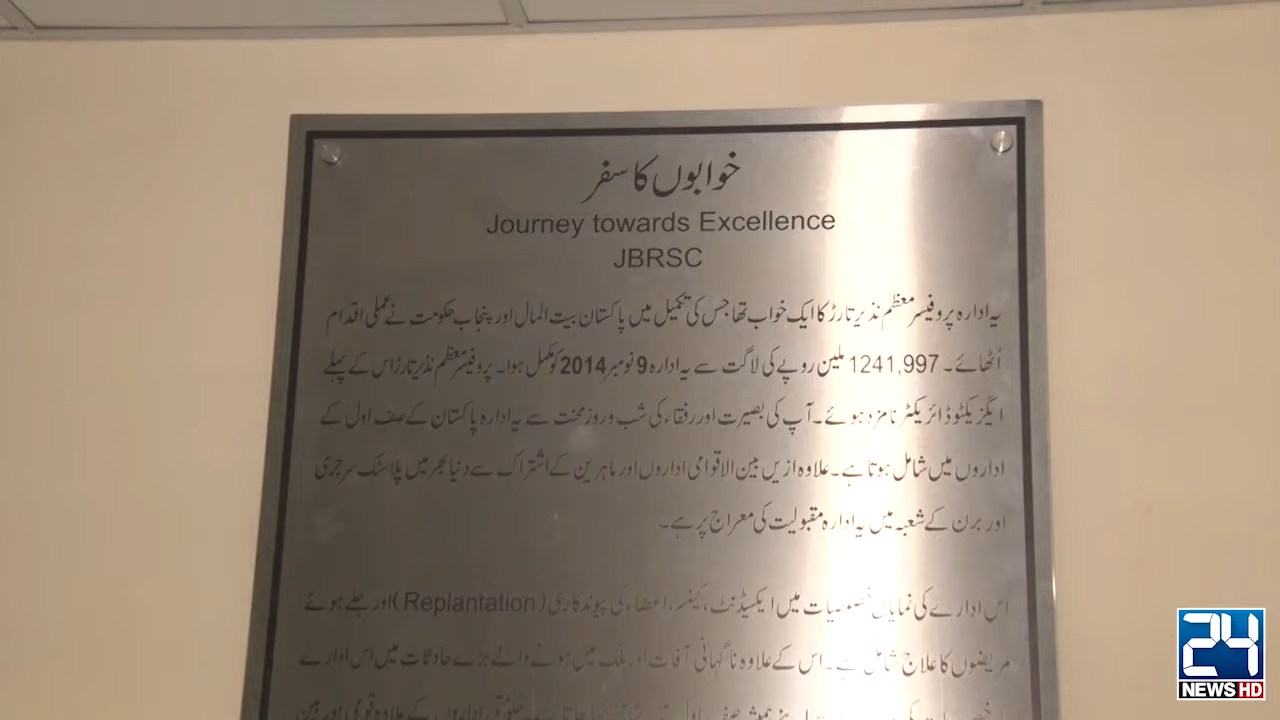 خوابوں کا سفر
Journey towards Excellence
JBRSC
یہ ادارہ پروفیسر معظم نذیر تارڑ کا ایک خواب تھا جس کی تکمیل میں پاکستان بیت المال اور پنجاب حکومت نے عملی اقدام
اُٹھائے۔ 1241,997 ملین روپے کی لاگت سے یہ ادارہ 9 نومبر 2014 کو مکمل ہوا۔ پروفیسر معظم نذیر تارڑ اس کے پہلے
ایگزیکٹو ڈائریکٹر نامزد ہوئے۔ آپ کی بصیرت اور رفقاء کی شب و روز محنت سے یہ ادارہ پاکستان کے صف اول کے
اداروں میں شامل ہوتا ہے۔ علاوہ ازیں بین الاقوامی اداروں اور ماہرین کے اشتراک سے دنیا بھر میں پلاسٹک سرجری
اور برن کے شعبہ میں یہ ادارہ مقبولیت کی معراج پر ہے۔
اس ادارے کی نمایاں خصوصیات میں ایکسیڈنٹ، کینسر، اعضاء کی پیوندکاری (Replantation) اور جلے ہوئے
مریضوں کا علاج شامل ہے۔ اس کے علاوہ ناگہانی آفات اور ملک میں ہونے والے بڑے حادثات میں اس ادارے
24
NEWS HD